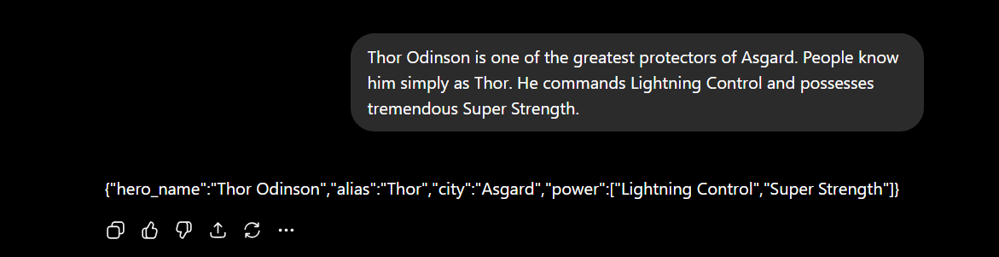 Thor Odinson is one of the greatest protectors of Asgard. People know
him simply as Thor. He commands Lightning Control and possesses
tremendous Super Strength.
{"hero_name":"Thor Odinson","alias":"Thor","city":"Asgard","power":["Lightning Control","Super Strength"]}